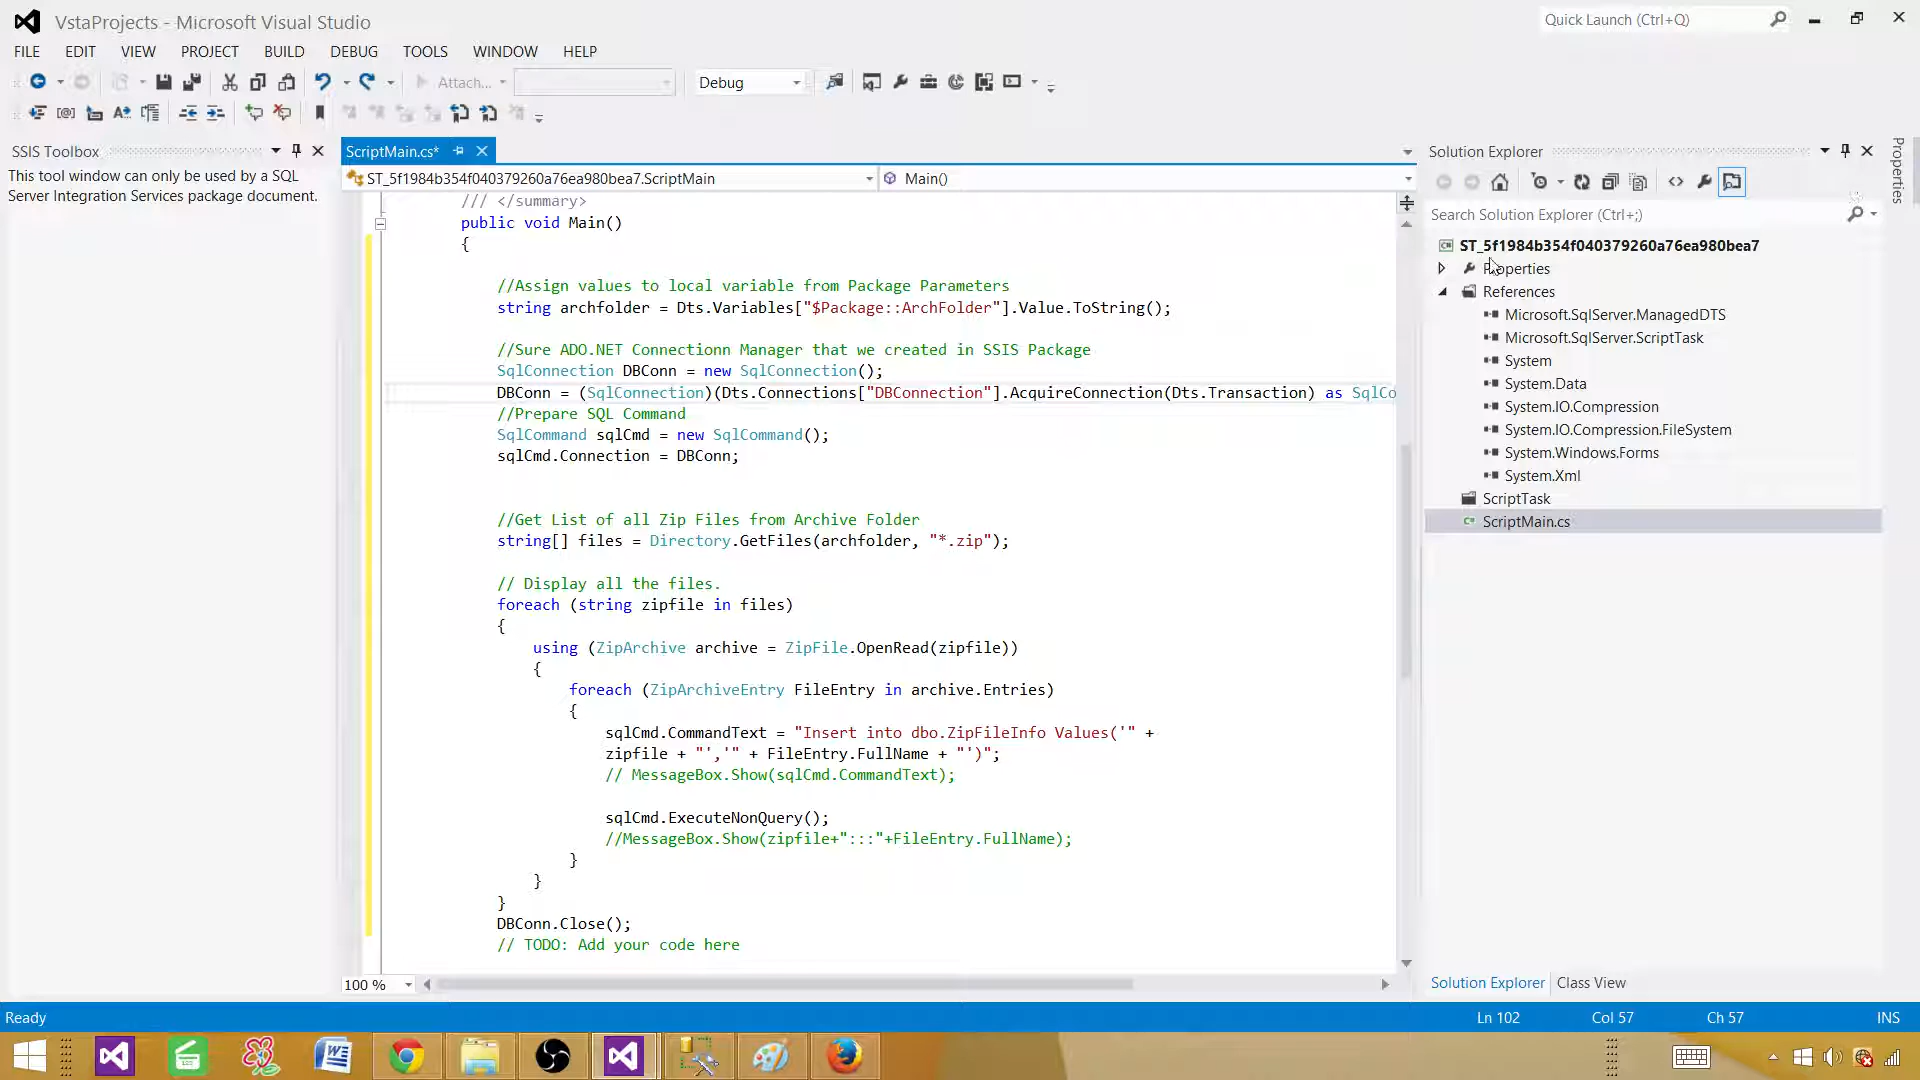 VstaProjects - Microsoft Visual Studio
Quick Launch (Ctrl+Q)
FILE EDIT VIEW PROJECT BUILD DEBUG TOOLS WINDOW HELP
Attach...
Debug
SSIS Toolbox
This tool window can only be used by a SQL
Server Integration Services package document.
ScriptMain.cs*
ST_5f1984b354f040379260a76ea980bea7.ScriptMain
Main()
/// </summary>
public void Main()
{
//Assign values to local variable from Package Parameters
string archfolder = Dts.Variables["$Package::ArchFolder"].Value.ToString();
//Sure ADO.NET Connectionn Manager that we created in SSIS Package
SqlConnection DBConn = new SqlConnection();
DBConn = (SqlConnection)(Dts.Connections["DBConnection"].AcquireConnection(Dts.Transaction) as SqlCo
//Prepare SQL Command
SqlCommand sqlCmd = new SqlCommand();
sqlCmd.Connection = DBConn;
//Get List of all Zip Files from Archive Folder
string[] files = Directory.GetFiles(archfolder, "*.zip");
// Display all the files.
foreach (string zipfile in files)
{
using (ZipArchive archive = ZipFile.OpenRead(zipfile))
{
foreach (ZipArchiveEntry FileEntry in archive.Entries)
{
sqlCmd.CommandText = "Insert into dbo.ZipFileInfo Values('" +
zipfile + "','" + FileEntry.FullName + "')";
// MessageBox.Show(sqlCmd.CommandText);
sqlCmd.ExecuteNonQuery();
//MessageBox.Show(zipfile+":::"+FileEntry.FullName);
}
}
}
DBConn.Close();
// TODO: Add your code here
100 %
Solution Explorer
Search Solution Explorer (Ctrl+;)
ST_5f1984b354f040379260a76ea980bea7
Properties
References
Microsoft.SqlServer.ManagedDTS
Microsoft.SqlServer.ScriptTask
System
System.Data
System.IO.Compression
System.IO.Compression.FileSystem
System.Windows.Forms
System.Xml
ScriptTask
ScriptMain.cs
Solution Explorer Class View
Properties
Ready
Ln 102 Col 57 Ch 57 INS